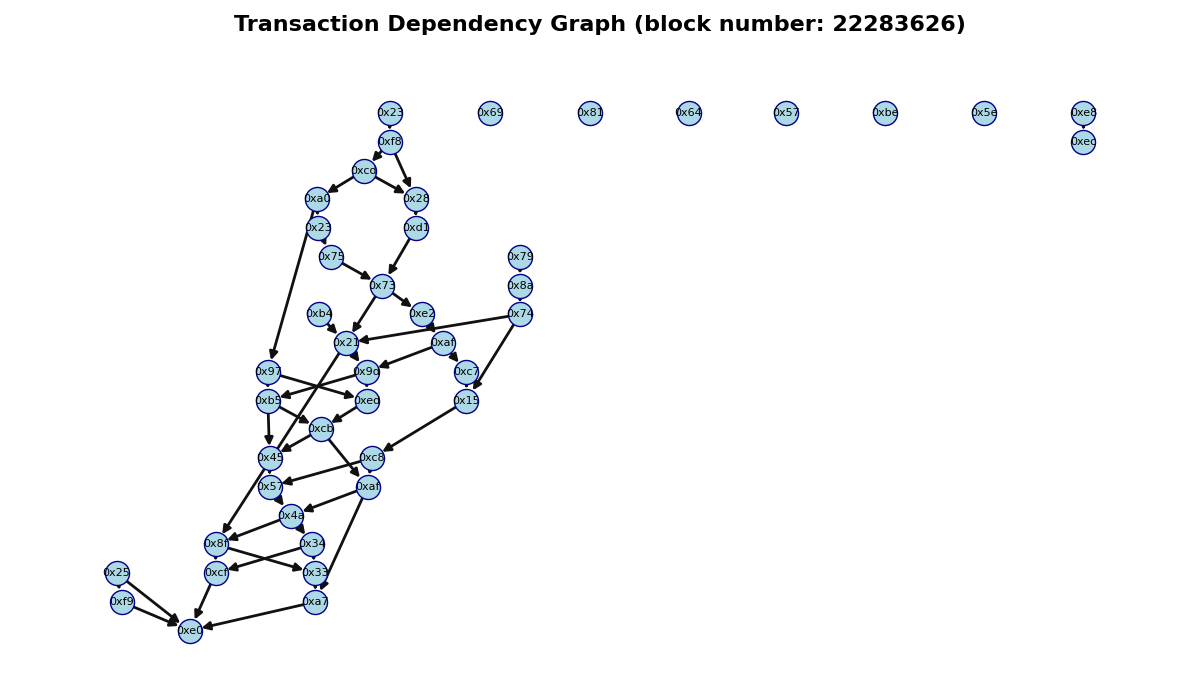 Transaction Dependency Graph (block number: 22283626)
0x23 0x69 0x81 0x64 0x57 0xbe 0x5e 0xe8
0xf8 0xec
0xcd
0xa0 0x28
0x23 0xd1
0x75 0x79
0x73 0x8a
0xb4 0xe2 0x74
0x21 0xaf
0x97 0x9d 0xc7
0xb5 0xed 0x15
0xcb
0x45 0xc8
0x57 0xaf
0x4a
0x8f 0x34
0x25 0xcf 0x33
0xf9 0xa7
0xe0